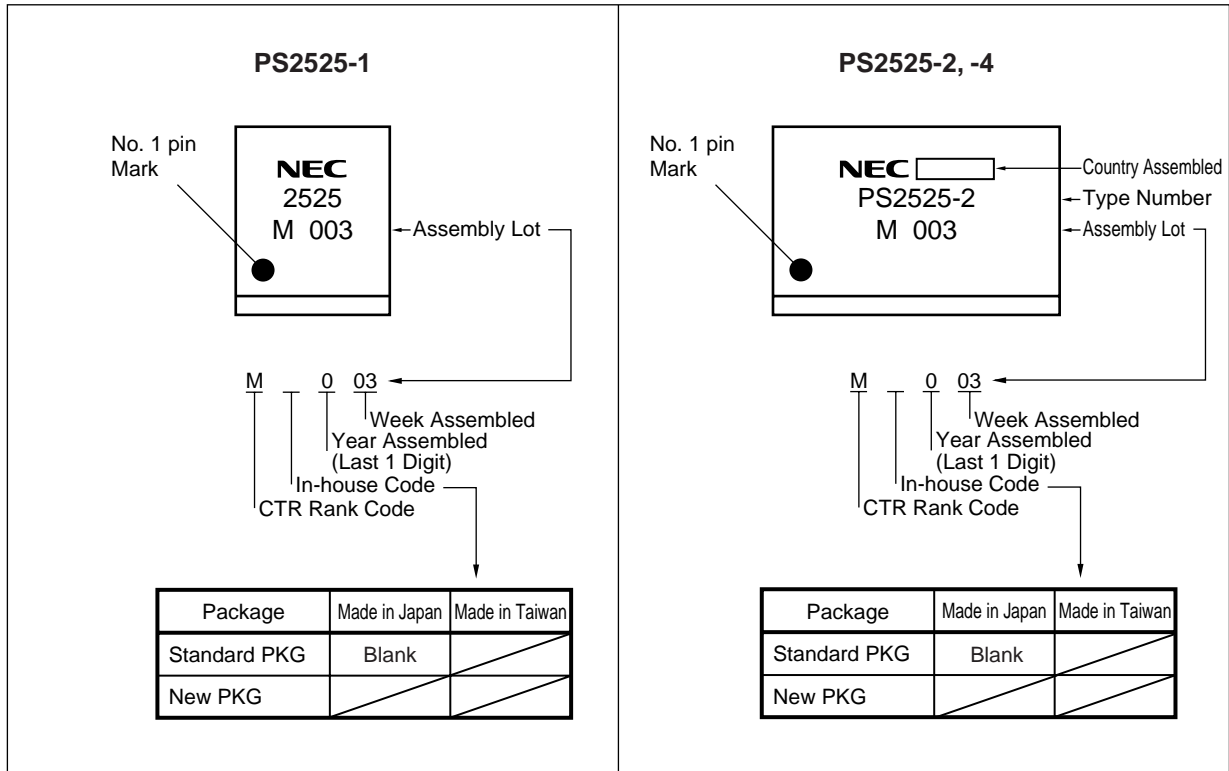 PS2525-1
No. 1 pin
Mark
NEC
2525
M 003
Assembly Lot
M 0 03
Week Assembled
Year Assembled
(Last 1 Digit)
In-house Code
CTR Rank Code
Package Made in Japan Made in Taiwan
Standard PKG Blank
New PKG
PS2525-2, -4
No. 1 pin
Mark
NEC
Country Assembled
PS2525-2
Type Number
M 003
Assembly Lot
M 0 03
Week Assembled
Year Assembled
(Last 1 Digit)
In-house Code
CTR Rank Code
Package Made in Japan Made in Taiwan
Standard PKG Blank
New PKG